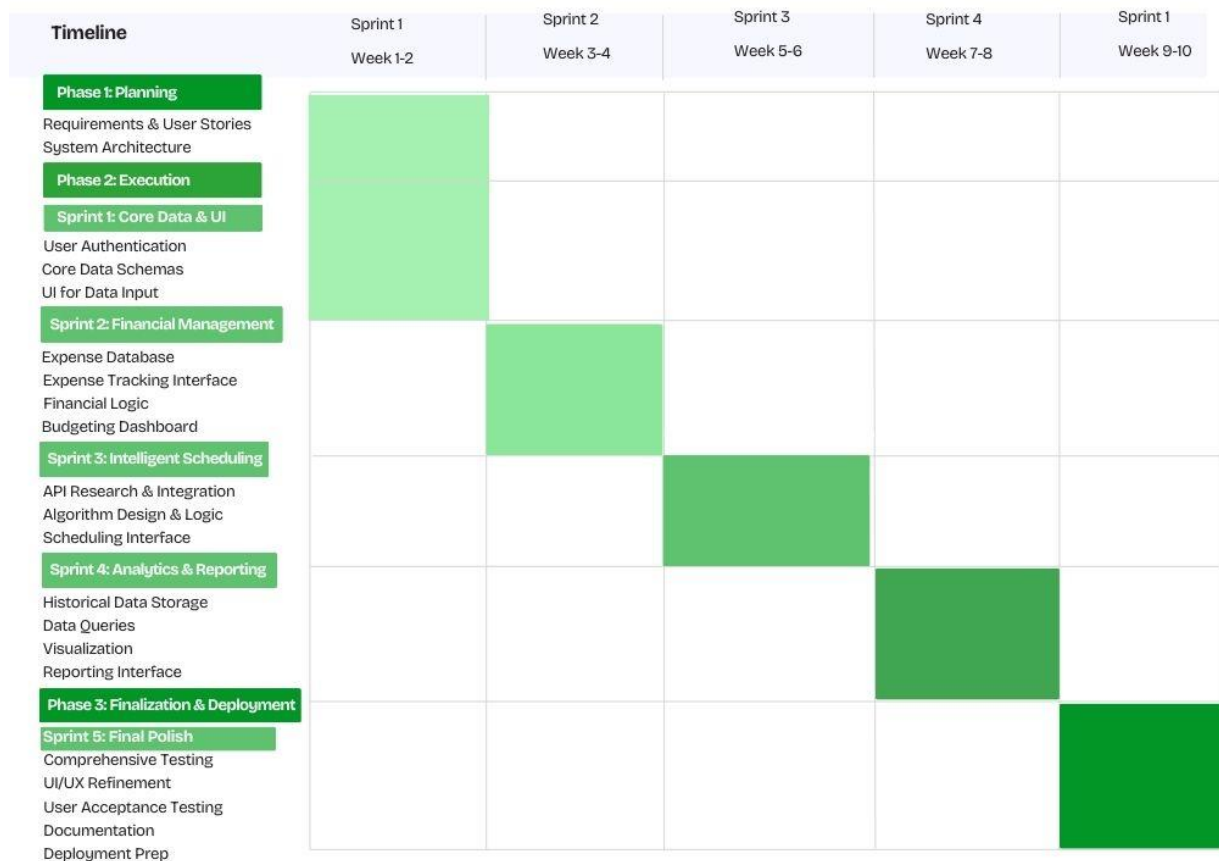 Timeline
Sprint 1
Sprint 2
Sprint 3
Sprint 4
Sprint 1
Week 1-2
Week 3-4
Week 5-6
Week 7-8
Week 9-10
Phase 1: Planning
Requirements & User Stories
System Architecture
Phase 2: Execution
Sprint 1: Core Data & UI
User Authentication
Core Data Schemas
UI for Data Input
Sprint 2: Financial Management
Expense Database
Expense Tracking Interface
Financial Logic
Budgeting Dashboard
Sprint 3: Intelligent Scheduling
API Research & Integration
Algorithm Design & Logic
Scheduling Interface
Sprint 4: Analytics & Reporting
Historical Data Storage
Data Queries
Visualization
Reporting Interface
Phase 3: Finalization & Deployment
Sprint 5: Final Polish
Comprehensive Testing
UI/UX Refinement
User Acceptance Testing
Documentation
Deployment Prep